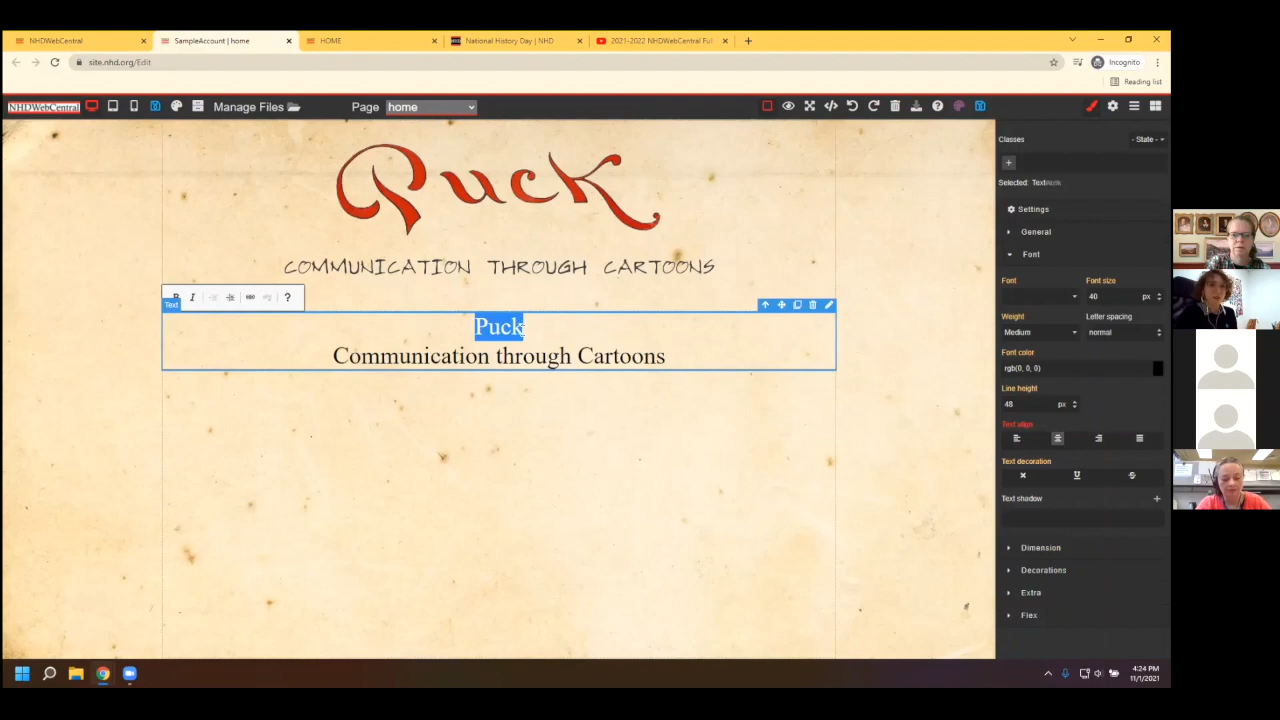 NHDWebCentral
SampleAccount | home
HOME
National History Day | NHD
2021-2022 NHDWebCentral Ful
site.nhd.org/Edit
Incognito
Reading list
NHDWebCentral
Manage Files
Page
home
Puck
COMMUNICATION THROUGH CARTOONS
B I ?
Text
Puck
Communication through Cartoons
Classes
- State -
+
Selected: Text
Settings
General
Font
Font
Font size
40 px
Weight
Letter spacing
Medium
normal
Font color
rgb(0, 0, 0)
Line height
48 px
Text align
Text decoration
Text shadow
Dimension
Decorations
Extra
Flex
4:24 PM
11/1/2021